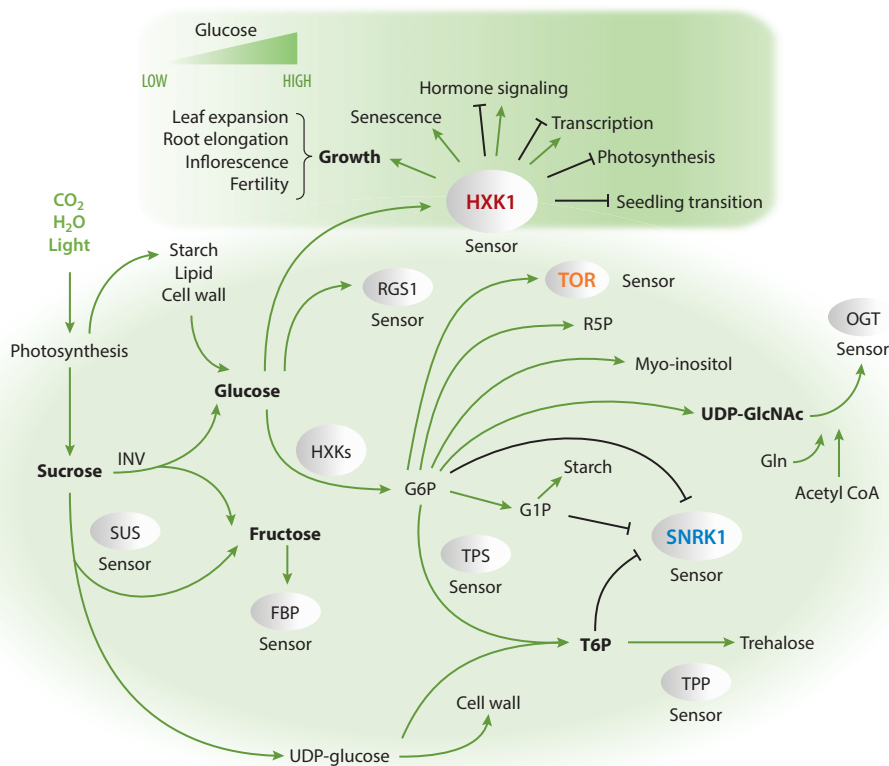 Glucose
LOW
HIGH
Hormone signaling
Senescence
Transcription
Leaf expansion
Root elongation
Inflorescence
Fertility
Growth
Photosynthesis
HXK1
Seedling transition
Sensor
CO₂
H₂O
Light
Starch
Lipid
Cell wall
RGS1
Sensor
TOR
Sensor
R5P
OGT
Sensor
Photosynthesis
Myo-inositol
Glucose
UDP-GlcNAc
HXKs
INV
Sucrose
Gln
Starch
Acetyl CoA
G6P
G1P
SUS
Sensor
Fructose
TPS
Sensor
SNRK1
Sensor
FBP
Sensor
T6P
Trehalose
TPP
Sensor
Cell wall
UDP-glucose